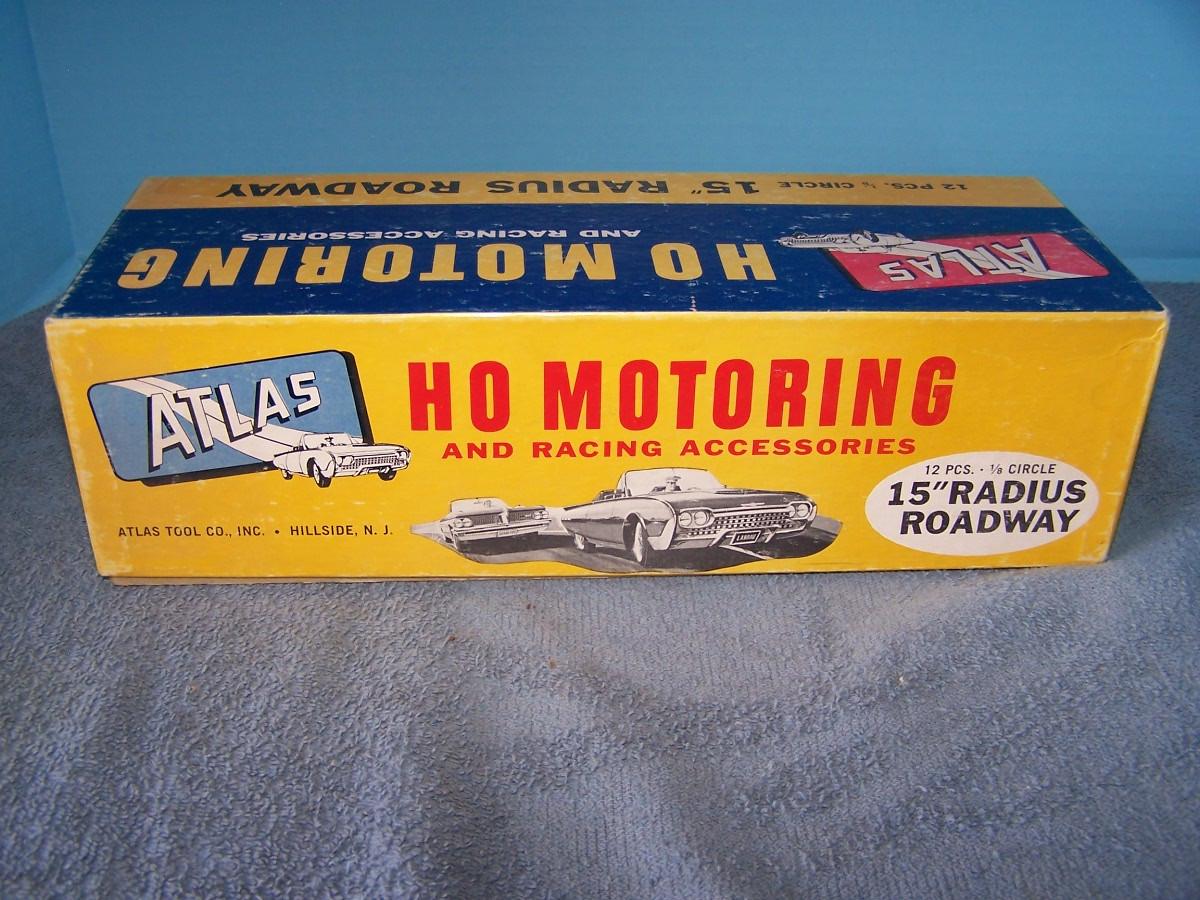 12 PCS. ⅛ CIRCLE 15" RADIUS ROADWAY
HO MOTORING
AND RACING ACCESSORIES
ATLAS
ATLAS
HO MOTORING
AND RACING ACCESSORIES
12 PCS. · ⅛ CIRCLE
15" RADIUS
ROADWAY
ATLAS TOOL CO., INC. • HILLSIDE, N. J.
LANDAU